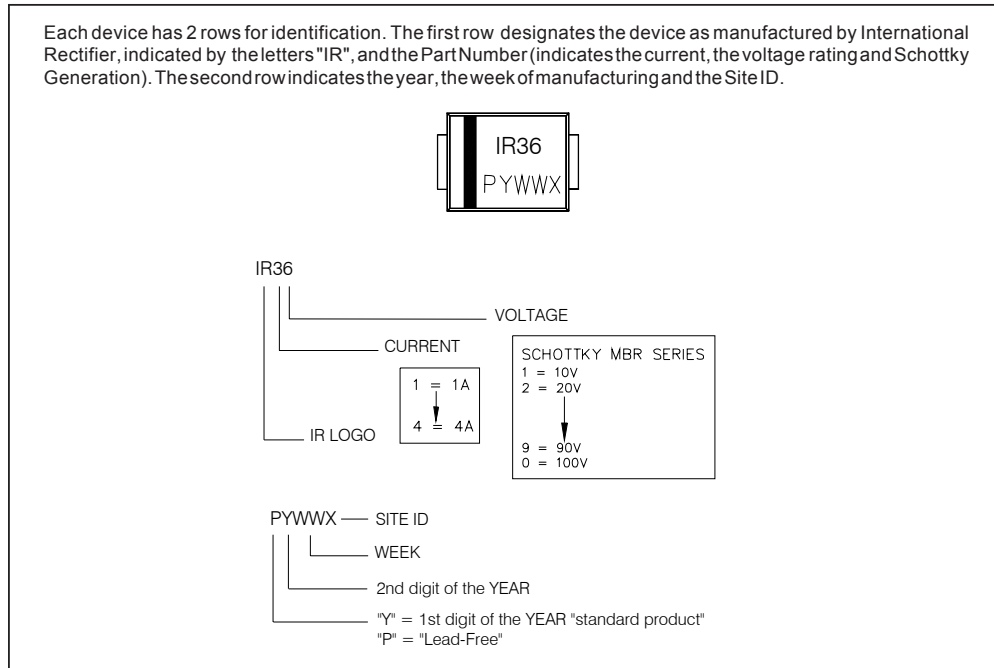 Each device has 2 rows for identification. The first row designates the device as manufactured by International
Rectifier, indicated by the letters "IR", and the Part Number (indicates the current, the voltage rating and Schottky
Generation). The second row indicates the year, the week of manufacturing and the Site ID.
IR36
PYWWX
IR36
VOLTAGE
CURRENT
SCHOTTKY MBR SERIES
1 = 10V
2 = 20V
9 = 90V
0 = 100V
1 = 1A
4 = 4A
IR LOGO
PYWWX
SITE ID
WEEK
2nd digit of the YEAR
"Y" = 1st digit of the YEAR "standard product"
"P" = "Lead-Free"